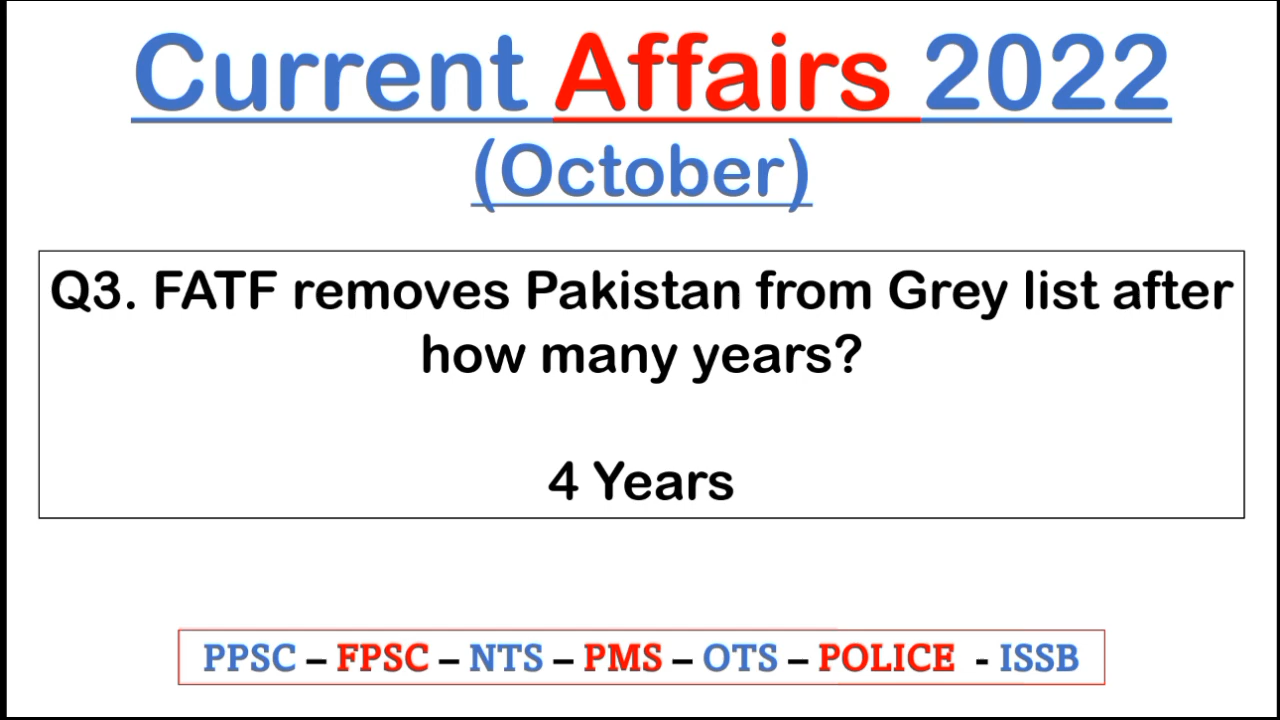 Current Affairs 2022
(October)
Q3. FATF removes Pakistan from Grey list after
how many years?
4 Years
PPSC – FPSC – NTS – PMS – OTS – POLICE - ISSB